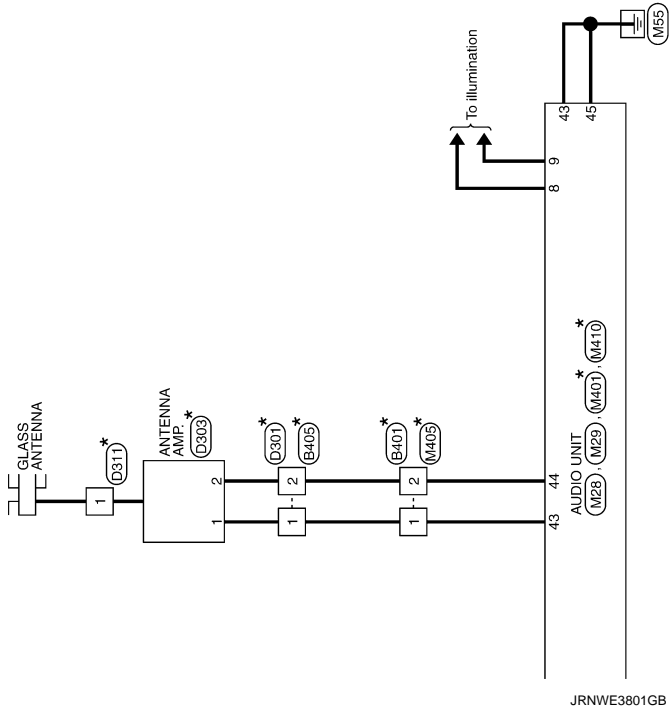 GLASS
ANTENNA
1
D311 *
ANTENNA
AMP.
D303 *
1
2
D301 *
B405 *
1
2
B401 *
M405 *
1
2
43
44
AUDIO UNIT
M28 , M29 , M401 * , M410 *
To illumination
8
9
43
45
M55
JRNWE3801GB